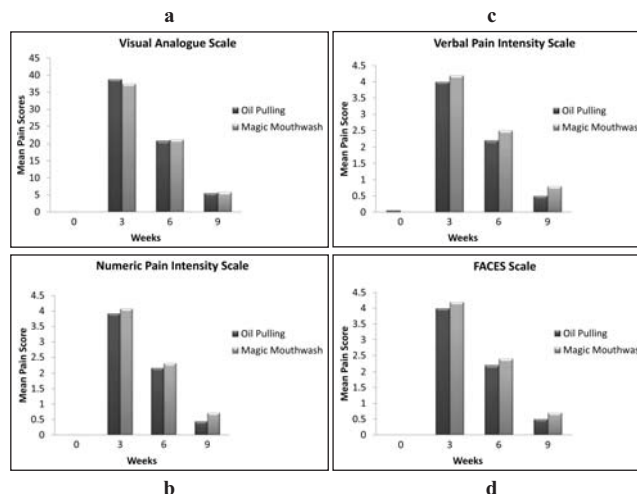 a
c
Visual Analogue Scale
Mean Pain Scores
40
35
30
25
20
15
10
5
0
0 3 6 9
Weeks
Oil Pulling
Magic Mouthwash
Verbal Pain Intensity Scale
Mean Pain Score
4.5
4
3.5
3
2.5
2
1.5
1
0.5
0
0 3 6 9
Weeks
Oil Pulling
Magic Mouthwash
Numeric Pain Intensity Scale
Mean Pain Score
4.5
4
3.5
3
2.5
2
1.5
1
0.5
0
0 3 6 9
Weeks
Oil Pulling
Magic Mouthwash
FACES Scale
Mean Pain Score
4.5
4
3.5
3
2.5
2
1.5
1
0.5
0
0 3 6 9
Weeks
Oil Pulling
Magic Mouthwash
b
d